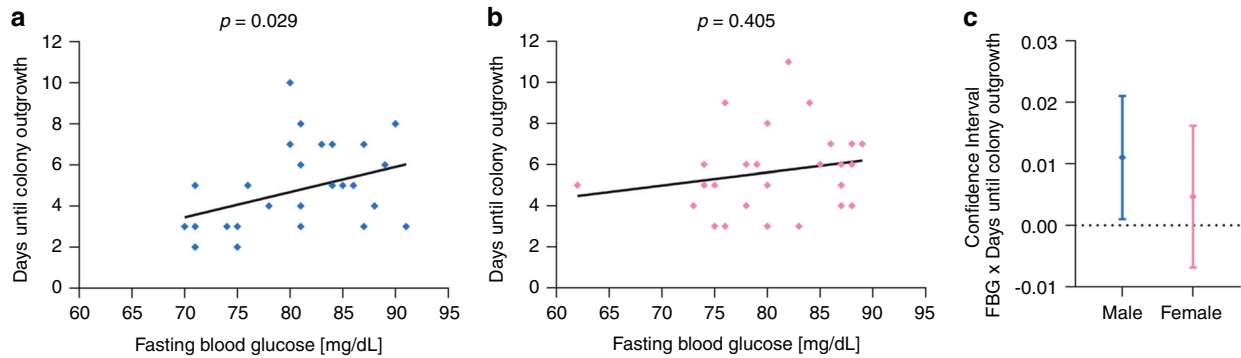 a
p = 0.029
Days until colony outgrowth
12
10
8
6
4
2
0
60 65 70 75 80 85 90 95
Fasting blood glucose [mg/dL]
b
p = 0.405
Days until colony outgrowth
12
10
8
6
4
2
0
60 65 70 75 80 85 90 95
Fasting blood glucose [mg/dL]
c
Confidence Interval
FBG x Days until colony outgrowth
0.03
0.02
0.01
0.00
-0.01
Male Female